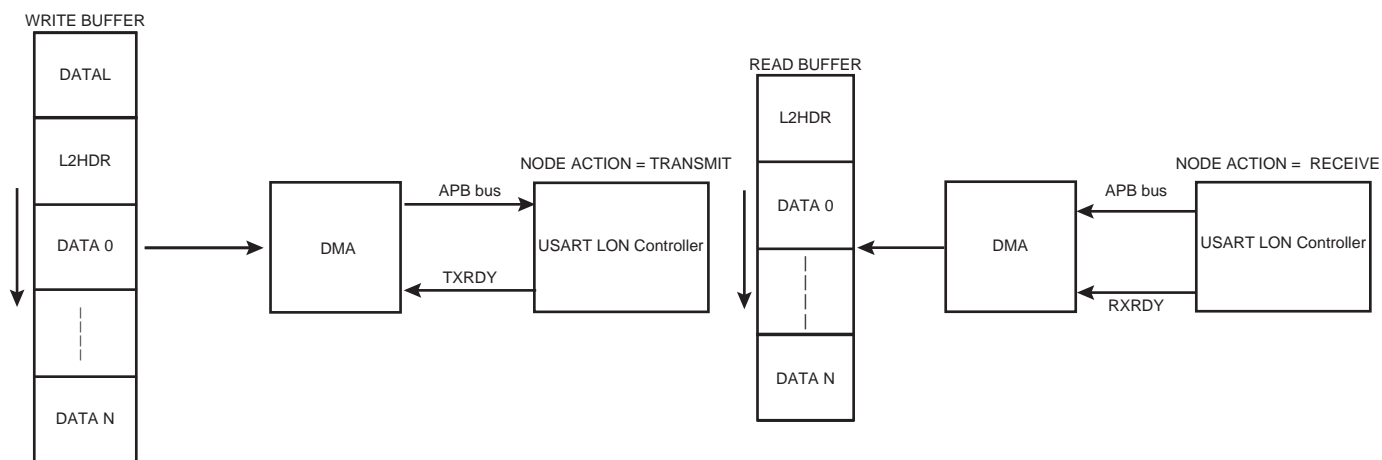 WRITE BUFFER
DATAL
L2HDR
DATA 0
DATA N
DMA
APB bus
TXRDY
NODE ACTION = TRANSMIT
USART LON Controller
READ BUFFER
L2HDR
DATA 0
DATA N
DMA
APB bus
RXRDY
NODE ACTION = RECEIVE
USART LON Controller